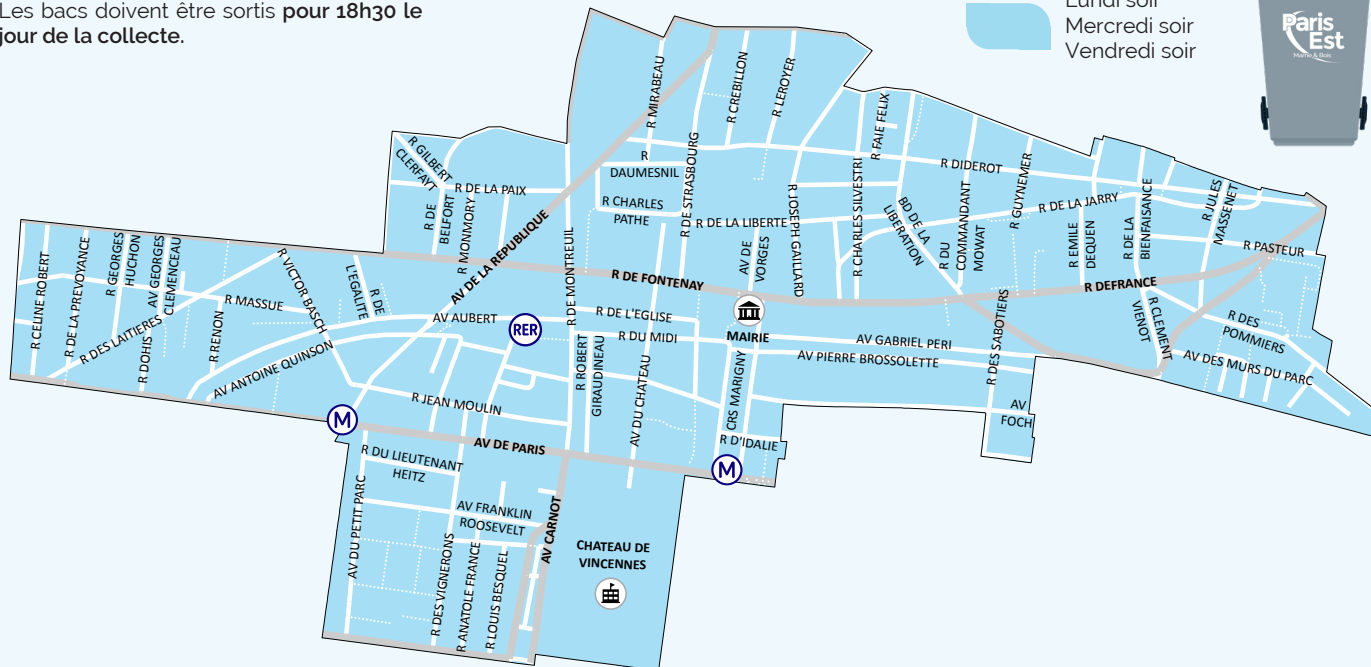 Les bacs doivent être sortis pour 18h30 le
jour de la collecte.
Lundi soir
Mercredi soir
Vendredi soir
Paris
Est
Marne & Bois
R MIRABEAU
R CREBILLON
R LEROYER
R DE STRASBOURG
R
DAUMESNIL
R CHARLES
PATHE
R DE LA LIBERTE
R JOSEPH GAILLARD
R CHARLES SILVESTRI
R FAIE FELIX
BD DE LA
LIBERATION
R DIDEROT
R DU
COMMANDANT
MOWAT
R GUYNEMER
R DE LA JARRY
R EMILE
DEQUEN
R DE LA
BIENFAISANCE
R JULES
MASSENET
R PASTEUR
R GILBERT
CLERFAYT
R DE LA PAIX
R DE
BELFORT
R MONMORY
AV DE LA REPUBLIQUE
R DE MONTREUIL
R DE FONTENAY
AV DE
VORGES
R DEFRANCE
R CELINE ROBERT
R DE LA PREVOYANCE
R GEORGES
HUCHON
AV GEORGES
CLEMENCEAU
R DES LAITIERES
R MASSUE
R DOHIS
R RENON
R VICTOR BASCH
R DE
L'EGALITE
AV AUBERT
AV ANTOINE QUINSON
RER
R DE L'EGLISE
R DU MIDI
MAIRIE
AV GABRIEL PERI
AV PIERRE BROSSOLETTE
R DES SABOTIERS
R CLEMENT
VIENOT
R DES
POMMIERS
AV DES MURS DU PARC
R ROBERT
GIRAUDINEAU
AV DU CHATEAU
CRS MARIGNY
R D'IDALIE
AV
FOCH
M
M
R JEAN MOULIN
AV DE PARIS
R DU LIEUTENANT
HEITZ
AV DU PETIT PARC
AV FRANKLIN
ROOSEVELT
R DES VIGNERONS
R ANATOLE FRANCE
R LOUIS BESQUEL
AV CARNOT
CHATEAU DE
VINCENNES